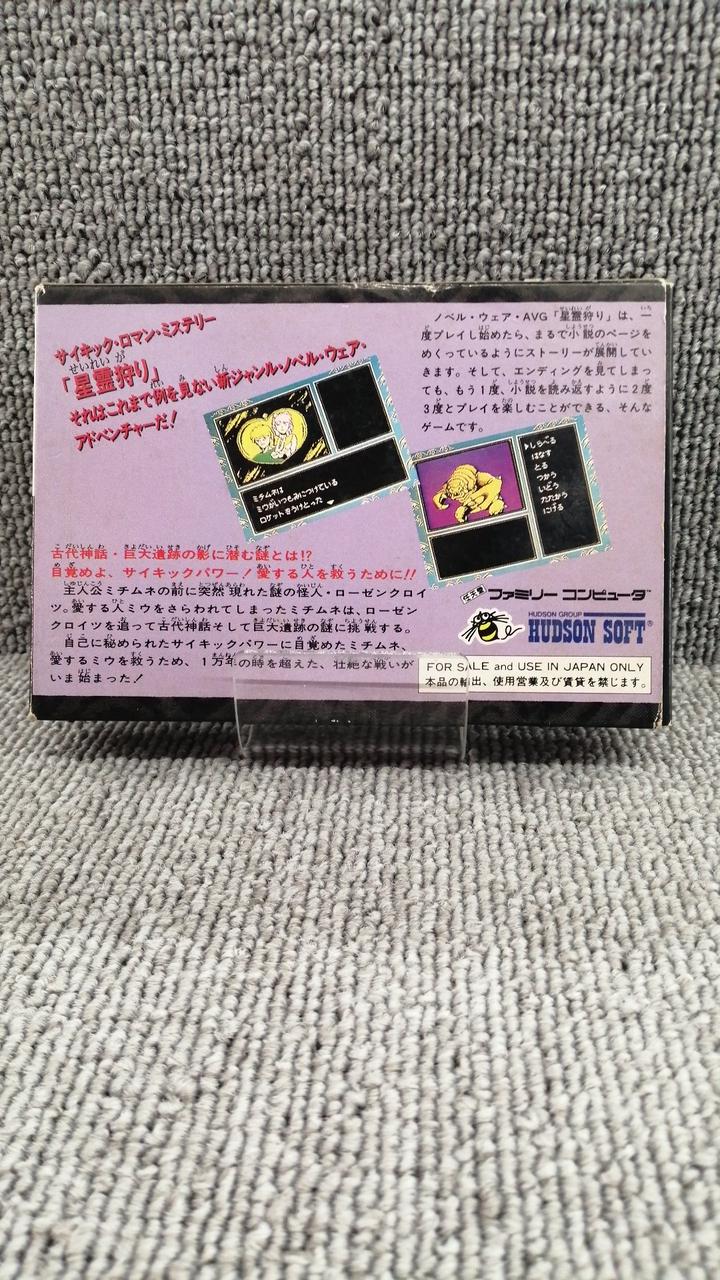 サイキック・ロマン・ミステリー
「星霊狩り」
それはこれまで例を見ない新ジャンル・ノベル・ウェア・
アドベンチャーだ!
ノベル・ウェア・AVG「星霊狩り」は、一
度プレイし始めたら、まるで小説のページを
めくっているようにストーリーが展開してい
きます。そして、エンディングを見てしまっ
ても、もう1度、小説を読み返すように2度
3度とプレイを楽しむことができる、そんな
ゲームです。
ミチムネは
ミウがいつもみにつけている
ロケットをうけとった
▶しらべる
はなす
とる
つかう
いどう
たたかう
にげる
古代神話・巨大遺跡の影に潜む謎とは!?
目覚めよ、サイキックパワー!愛する人を救うために!!
主人公ミチムネの前に突然現れた謎の怪人・ローゼンクロイ
ツ。愛する人ミウをさらわれてしまったミチムネは、ローゼン
クロイツを追って古代神話そして巨大遺跡の謎に挑戦する。
自己に秘められたサイキックパワーに目覚めたミチムネ、
愛するミウを救うため、1万年の時を超えた、壮絶な戦いが
いま始まった!
任天堂 ファミリーコンピュータ™
HUDSON GROUP
HUDSON SOFT®
FOR SALE and USE IN JAPAN ONLY
本品の輸出、使用営業及び賃貸を禁じます。